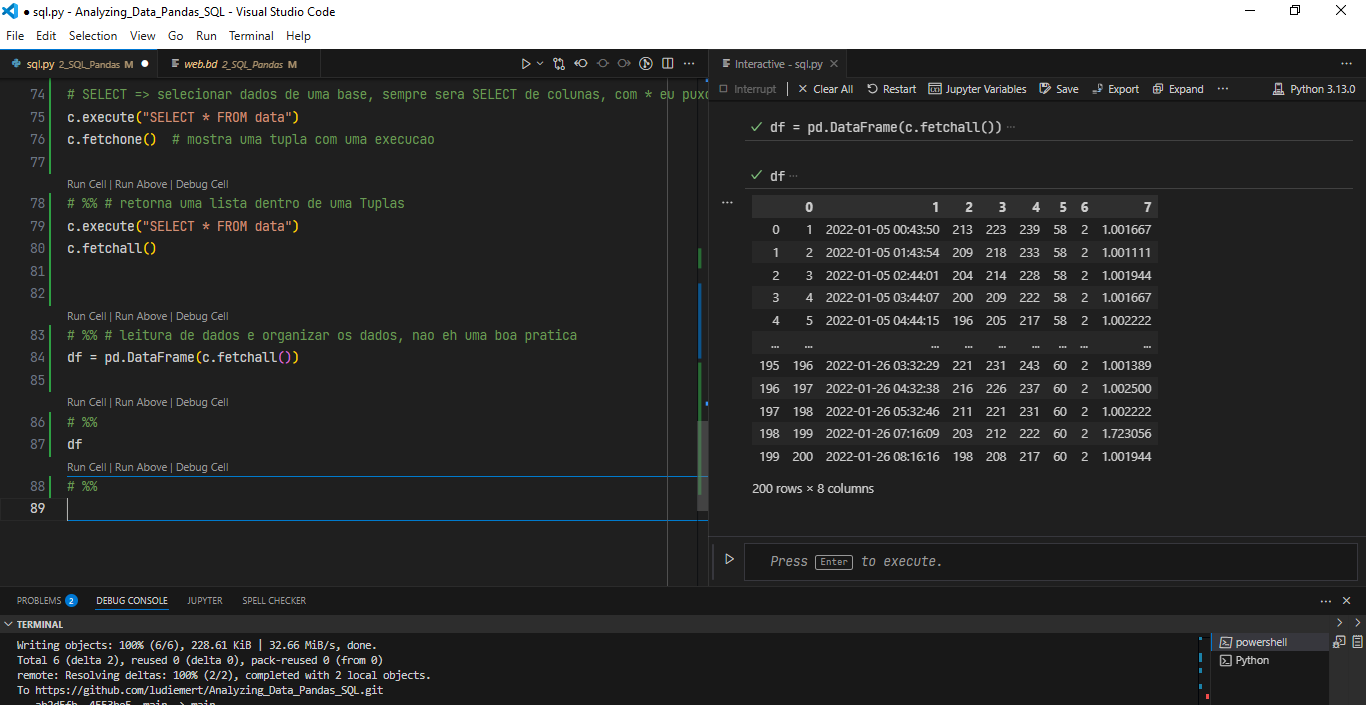 ● sql.py - Analyzing_Data_Pandas_SQL - Visual Studio Code
File Edit Selection View Go Run Terminal Help
sql.py 2_SQL_Pandas M ●
web.bd 2_SQL_Pandas M
74 # SELECT => selecionar dados de uma base, sempre sera SELECT de colunas, com * eu puxo
75 c.execute("SELECT * FROM data")
76 c.fetchone() # mostra uma tupla com uma execucao
77
Run Cell | Run Above | Debug Cell
78 # %% # retorna uma lista dentro de uma Tuplas
79 c.execute("SELECT * FROM data")
80 c.fetchall()
81
82
Run Cell | Run Above | Debug Cell
83 # %% # leitura de dados e organizar os dados, nao eh uma boa pratica
84 df = pd.DataFrame(c.fetchall())
85
Run Cell | Run Above | Debug Cell
86 # %%
87 df
Run Cell | Run Above | Debug Cell
88 # %%
89
Interactive - sql.py ×
Interrupt | Clear All Restart Jupyter Variables Save Export Expand ... Python 3.13.0
df = pd.DataFrame(c.fetchall()) ...
df ...
0 1 2 3 4 5 6 7
0 1 2022-01-05 00:43:50 213 223 239 58 2 1.001667
1 2 2022-01-05 01:43:54 209 218 233 58 2 1.001111
2 3 2022-01-05 02:44:01 204 214 228 58 2 1.001944
3 4 2022-01-05 03:44:07 200 209 222 58 2 1.001667
4 5 2022-01-05 04:44:15 196 205 217 58 2 1.002222
... ... ... ... ... ... ... ... ...
195 196 2022-01-26 03:32:29 221 231 243 60 2 1.001389
196 197 2022-01-26 04:32:38 216 226 237 60 2 1.002500
197 198 2022-01-26 05:32:46 211 221 231 60 2 1.002222
198 199 2022-01-26 07:16:09 203 212 222 60 2 1.723056
199 200 2022-01-26 08:16:16 198 208 217 60 2 1.001944
200 rows × 8 columns
Press Enter to execute.
PROBLEMS 2 DEBUG CONSOLE JUPYTER SPELL CHECKER
TERMINAL
Writing objects: 100% (6/6), 228.61 KiB | 32.66 MiB/s, done.
Total 6 (delta 2), reused 0 (delta 0), pack-reused 0 (from 0)
remote: Resolving deltas: 100% (2/2), completed with 2 local objects.
To https://github.com/ludiemert/Analyzing_Data_Pandas_SQL.git
main -> main
powershell
Python